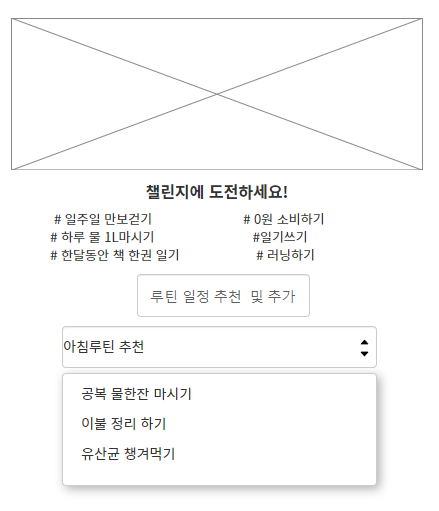 챌린지에 도전하세요!
# 일주일 만보걷기 # 0원 소비하기
# 하루 물 1L마시기 #일기쓰기
# 한달동안 책 한권 일기 # 러닝하기
루틴 일정 추천 및 추가
아침루틴 추천
공복 물한잔 마시기
이불 정리 하기
유산균 챙겨먹기